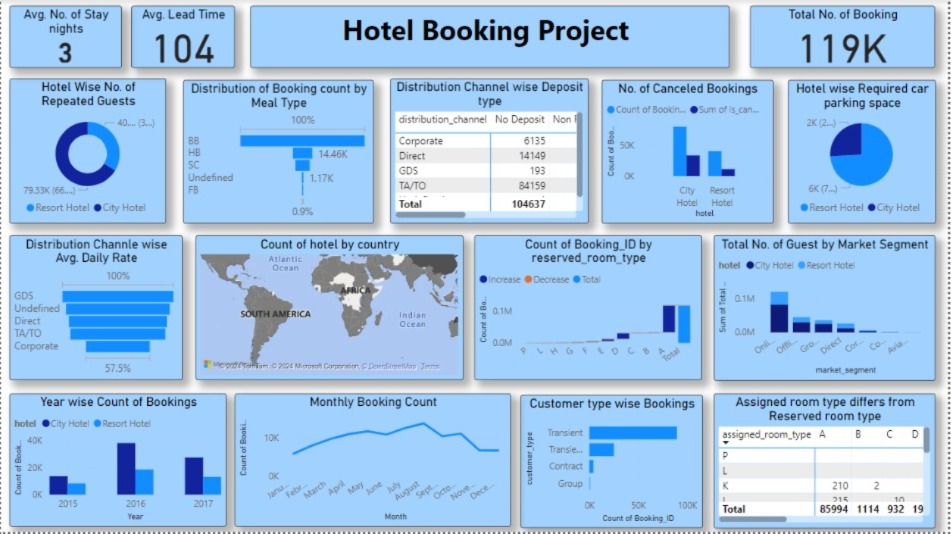 Avg. No. of Stay
nights
3
Avg. Lead Time
104
Hotel Booking Project
Total No. of Booking
119K
Hotel Wise No. of
Repeated Guests
40.... (3...)
79.33K (66....)
Resort Hotel City Hotel
Distribution of Booking count by
Meal Type
100%
BB
HB
14.46K
SC
Undefined
1.17K
FB
0.9%
Distribution Channel wise Deposit
type
distribution_channel No Deposit Non
Corporate 6135
Direct 14149
GDS 193
TA/TO 84159
Total 104637
No. of Canceled Bookings
Count of Bookin... Sum of is_can...
Count of Boo...
50K
0K
City
Hotel
Resort
Hotel
hotel
Hotel wise Required car
parking space
2K (2...)
6K (7...)
Resort Hotel City Hotel
Distribution Channle wise
Avg. Daily Rate
100%
GDS
Undefined
Direct
TA/TO
Corporate
57.5%
Count of hotel by country
Atlantic
Ocean
AFRICA
SOUTH AMERICA
Indian
Ocean
© 2024 TomTom, © 2024 Microsoft Corporation, © OpenStreetMap Terms
Count of Booking_ID by
reserved_room_type
Increase Decrease Total
Count of Bo...
0.1M
0.0M
P L H G F E D C B A Total
Total No. of Guest by Market Segment
hotel City Hotel Resort Hotel
Sum of Total ...
0.1M
0.0M
Onli... Offli... Gro... Direct Cor... Co... Avia...
market_segment
Year wise Count of Bookings
hotel City Hotel Resort Hotel
Count of Book...
40K
20K
0K
2015 2016 2017
Year
Monthly Booking Count
Count of Booki...
10K
0K
Janu... Febr... March April May June July August Sept... Octo... Nove... Dece...
Month
Customer type wise Bookings
customer_type
Transient
Transie...
Contract
Group
0K 50K 100K
Count of Booking_ID
Assigned room type differs from
Reserved room type
assigned_room_type A B C D
P
L
K 210 2
I 215 10
Total 85994 1114 932 19